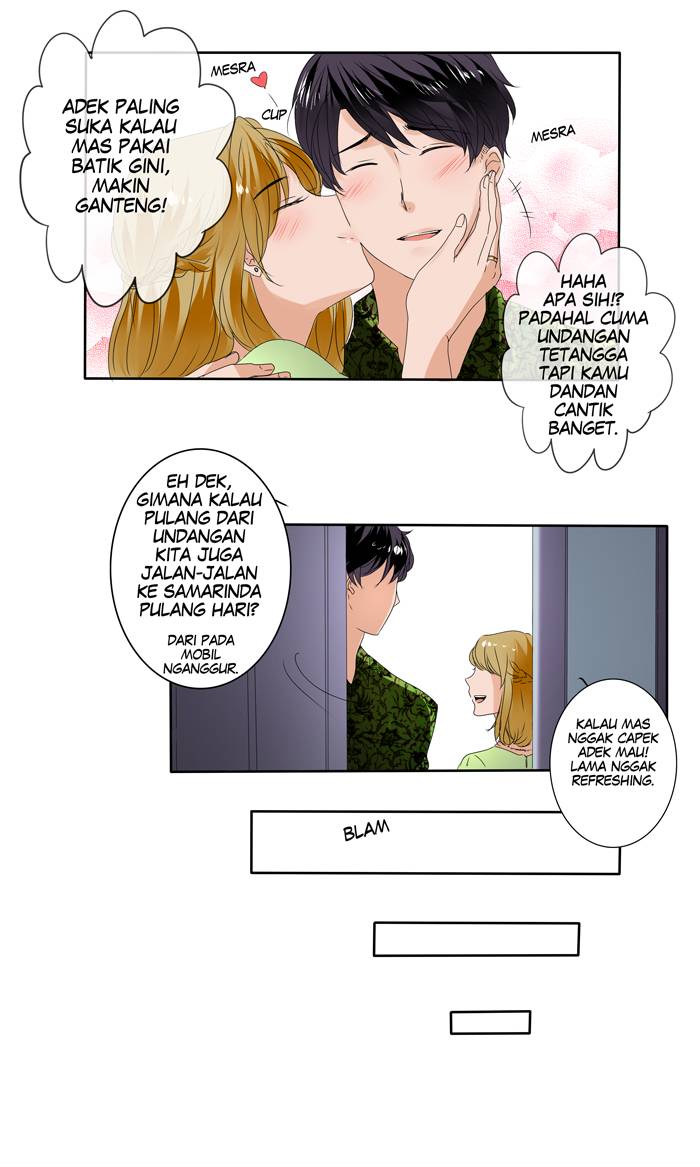 MESRA
CUP
ADEK PALING
SUKA KALAU
MAS PAKAI
BATIK GINI,
MAKIN
GANTENG!
MESRA
HAHA
APA SIH!?
PADAHAL CUMA
UNDANGAN
TETANGGA
TAPI KAMU
DANDAN
CANTIK
BANGET.
EH DEK,
GIMANA KALAU
PULANG DARI
UNDANGAN
KITA JUGA
JALAN-JALAN
KE SAMARINDA
PULANG HARI?
DARI PADA
MOBIL
NGANGGUR.
KALAU MAS
NGGAK CAPEK
ADEK MAU!
LAMA NGGAK
REFRESHING.
BLAM